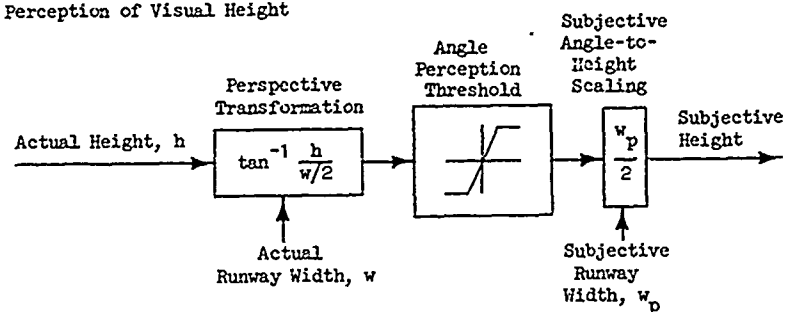 Perception of Visual Height
Subjective
Angle-to-
Height
Scaling
Angle
Perception
Threshold
Perspective
Transformation
Subjective
Height
Actual Height, h
tan⁻¹ h
w/2
w_p
2
Actual
Runway Width, w
Subjective
Runway
Width, w_p